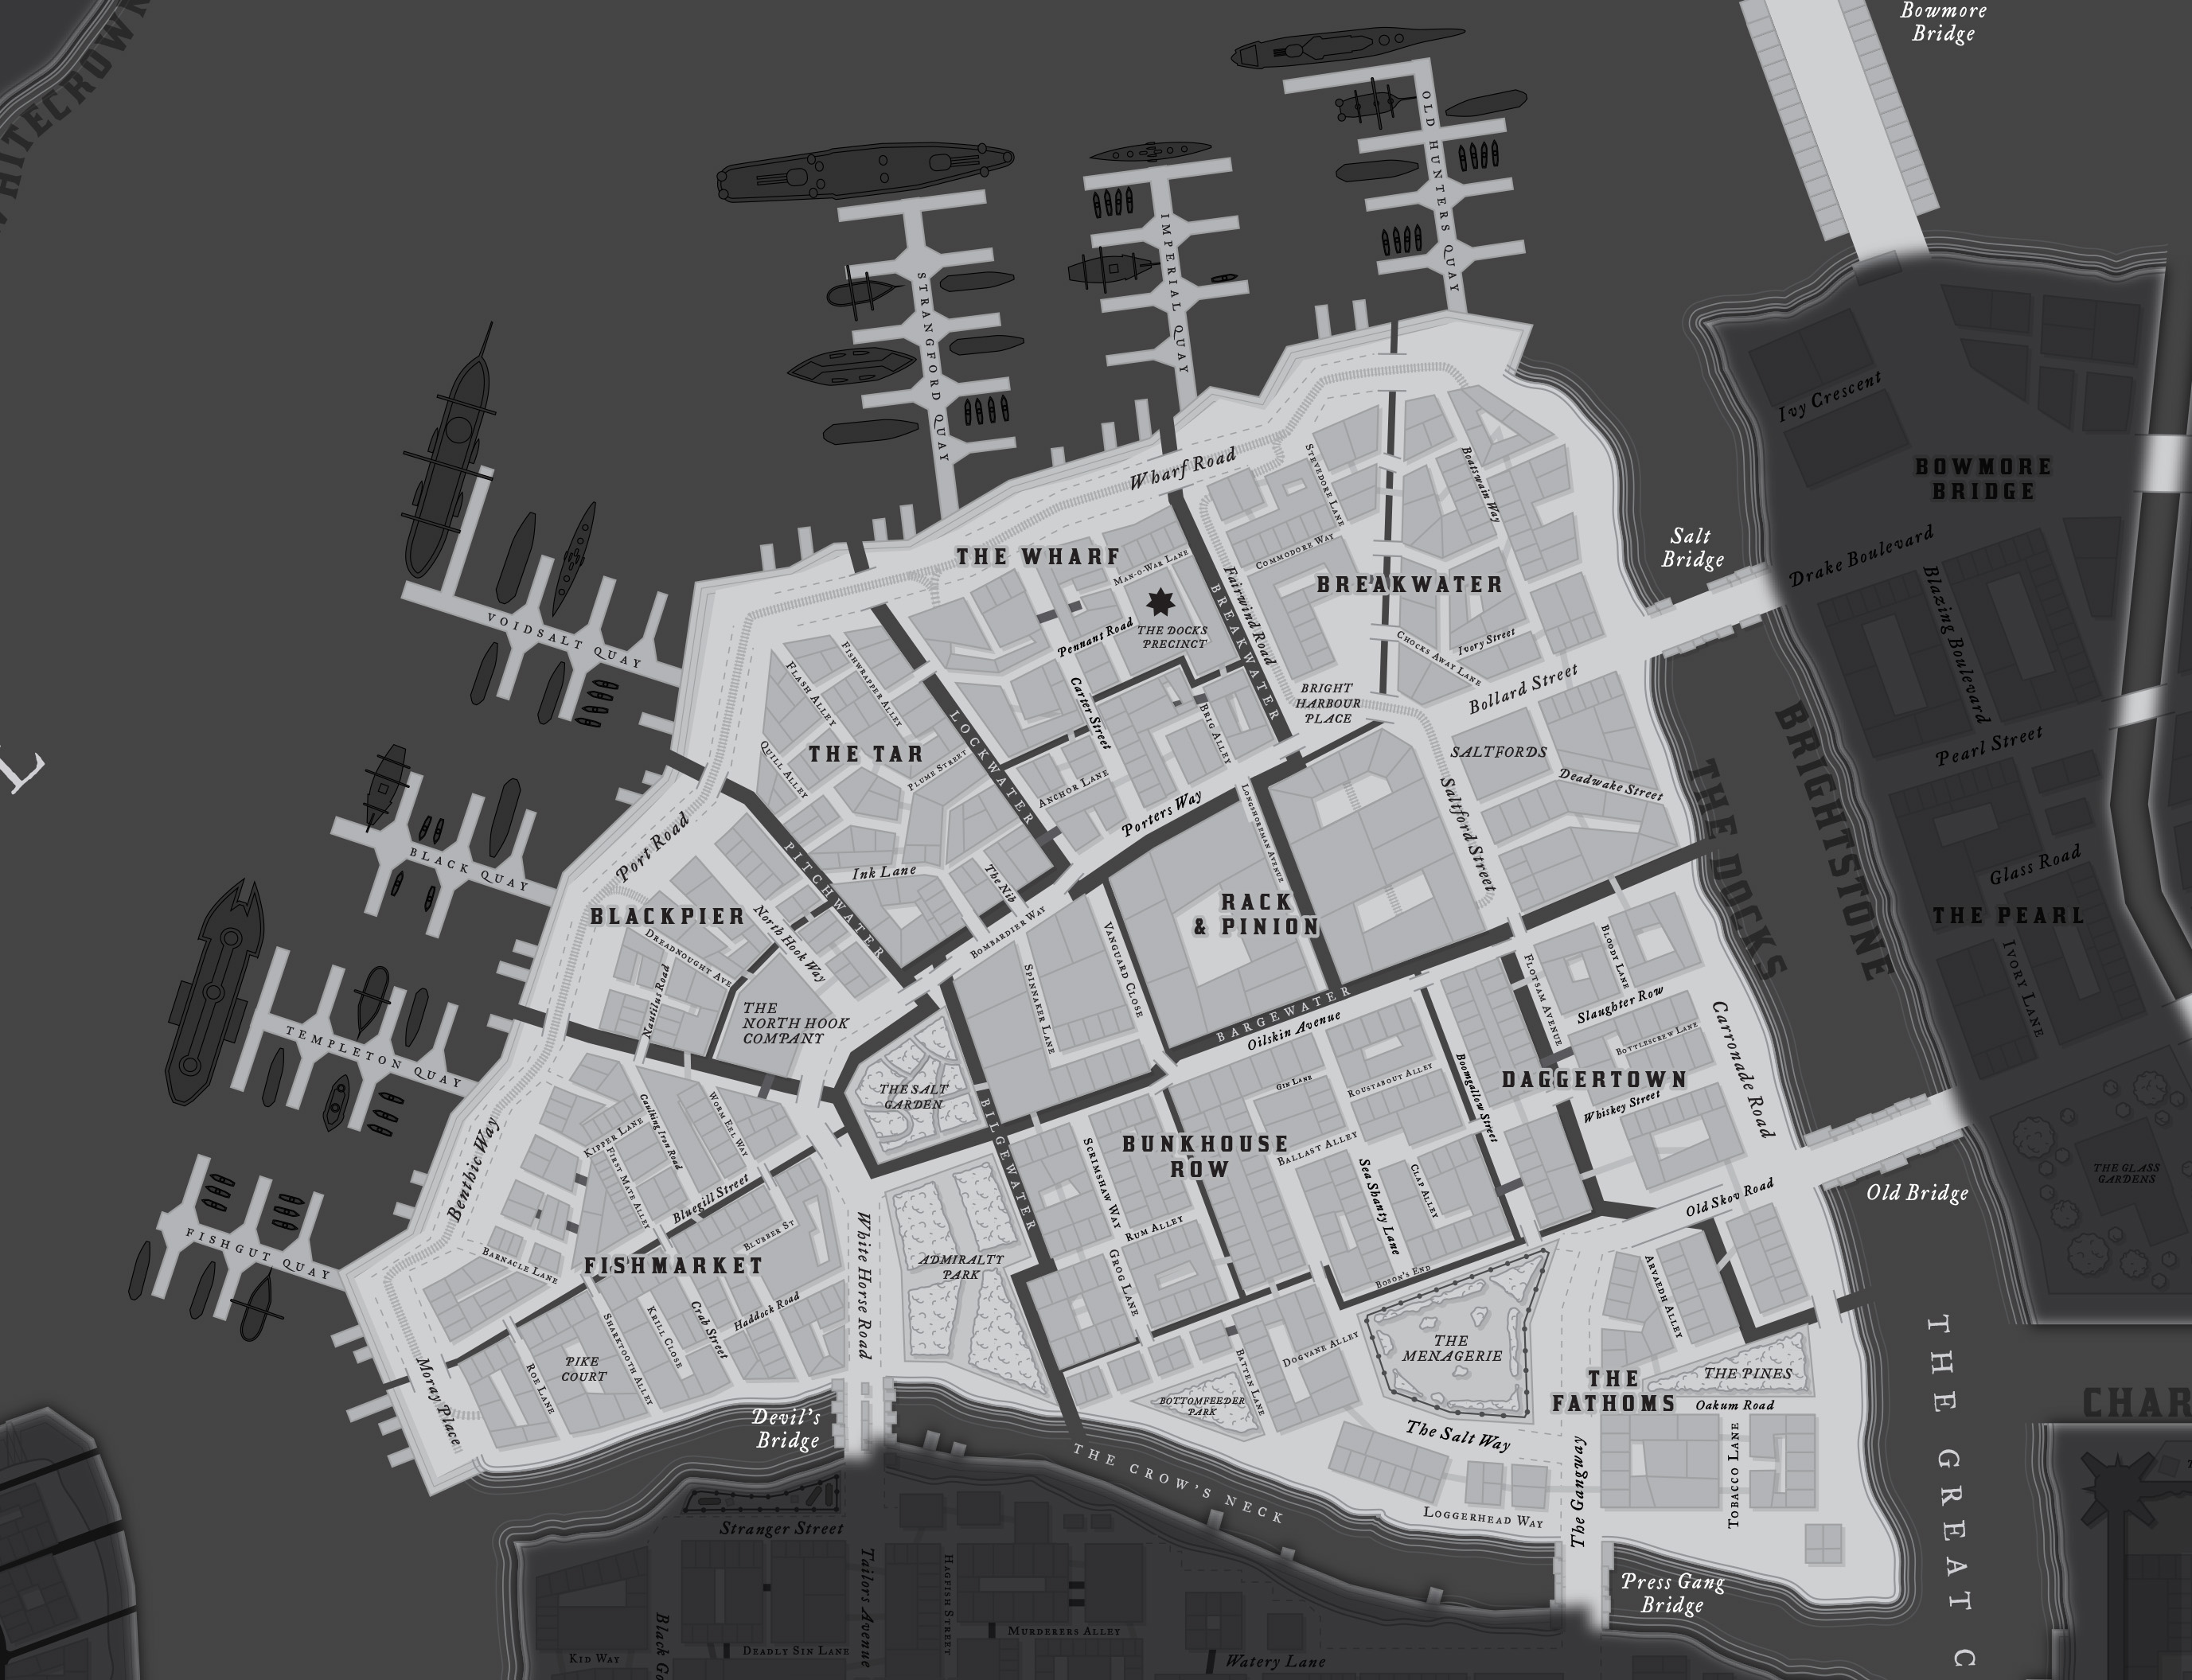 Bowmore
Bridge
HITECROWN
OLD HUNTERS QUAY
IMPERIAL QUAY
STRANGFORD QUAY
Ivy Crescent
BOWMORE
BRIDGE
Wharf Road
Stevedore Lane
Boatswain Way
Commodore Way
Salt
Bridge
Drake Boulevard
Blazing Boulevard
THE WHARF
Man-o-War Lane
Fairwind Road
BREAKWATER
BREAKWATER
VOIDSALT QUAY
Pennant Road
THE DOCKS
PRECINCT
Chocks Away Lane
Ivory Street
Bollard Street
Flash Alley
Fishwrapper Alley
Carter Street
Brig Alley
BRIGHT
HARBOUR
PLACE
LOCKWATER
THE TAR
Quill Alley
Plume Street
Anchor Lane
Porters Way
SALTFORDS
Deadwake Street
Saltford Street
Pearl Street
BRIGHTSTONE
THE DOCKS
Longshoreman Avenue
L
Port Road
BLACK QUAY
PITCHWATER
Ink Lane
The Nib
Glass Road
BLACKPIER
North Hook Way
Bombardier Way
Vanguard Close
RACK
& PINION
THE PEARL
Ivory Lane
Dreadnought Ave
Nautilus Road
Spinnaker Lane
Flotsam Avenue
Bloody Lane
Slaughter Row
THE
NORTH HOOK
COMPANY
BARGEWATER
Oilskin Avenue
Bottlescrew Lane
Carronade Road
TEMPLETON QUAY
THE SALT
GARDEN
Gin Lane
Roustabout Alley
Boomgallow Street
DAGGERTOWN
Whiskey Street
Benthic Way
Kipper Lane
Caulking Iron Road
Worm Eel Way
First Mate Alley
BILGEWATER
Scrimshaw Way
BUNKHOUSE
ROW
Ballast Alley
Sea Shanty Lane
Clap Alley
THE GLASS
GARDENS
Old Bridge
Old Skov Road
Bluegill Street
Blubber St
White Horse Road
Rum Alley
Grog Lane
FISHGUT QUAY
Barnacle Lane
FISHMARKET
ADMIRALTY
PARK
Boson's End
Arvaedh Alley
Sharktooth Alley
Krill Close
Crab Street
Haddock Road
Dogvane Alley
THE
MENAGERIE
Moray Place
Roe Lane
PIKE
COURT
Batten Lane
BOTTOMFEEDER
PARK
THE
FATHOMS
THE PINES
Oakum Road
CHAR
Devil's
Bridge
The Salt Way
The Gangway
Tobacco Lane
THE CROW'S NECK
Loggerhead Way
THE GREAT C
Stranger Street
Tailors Avenue
Hagfish Street
Press Gang
Bridge
Kid Way
Black Go
Deadly Sin Lane
Murderers Alley
Watery Lane